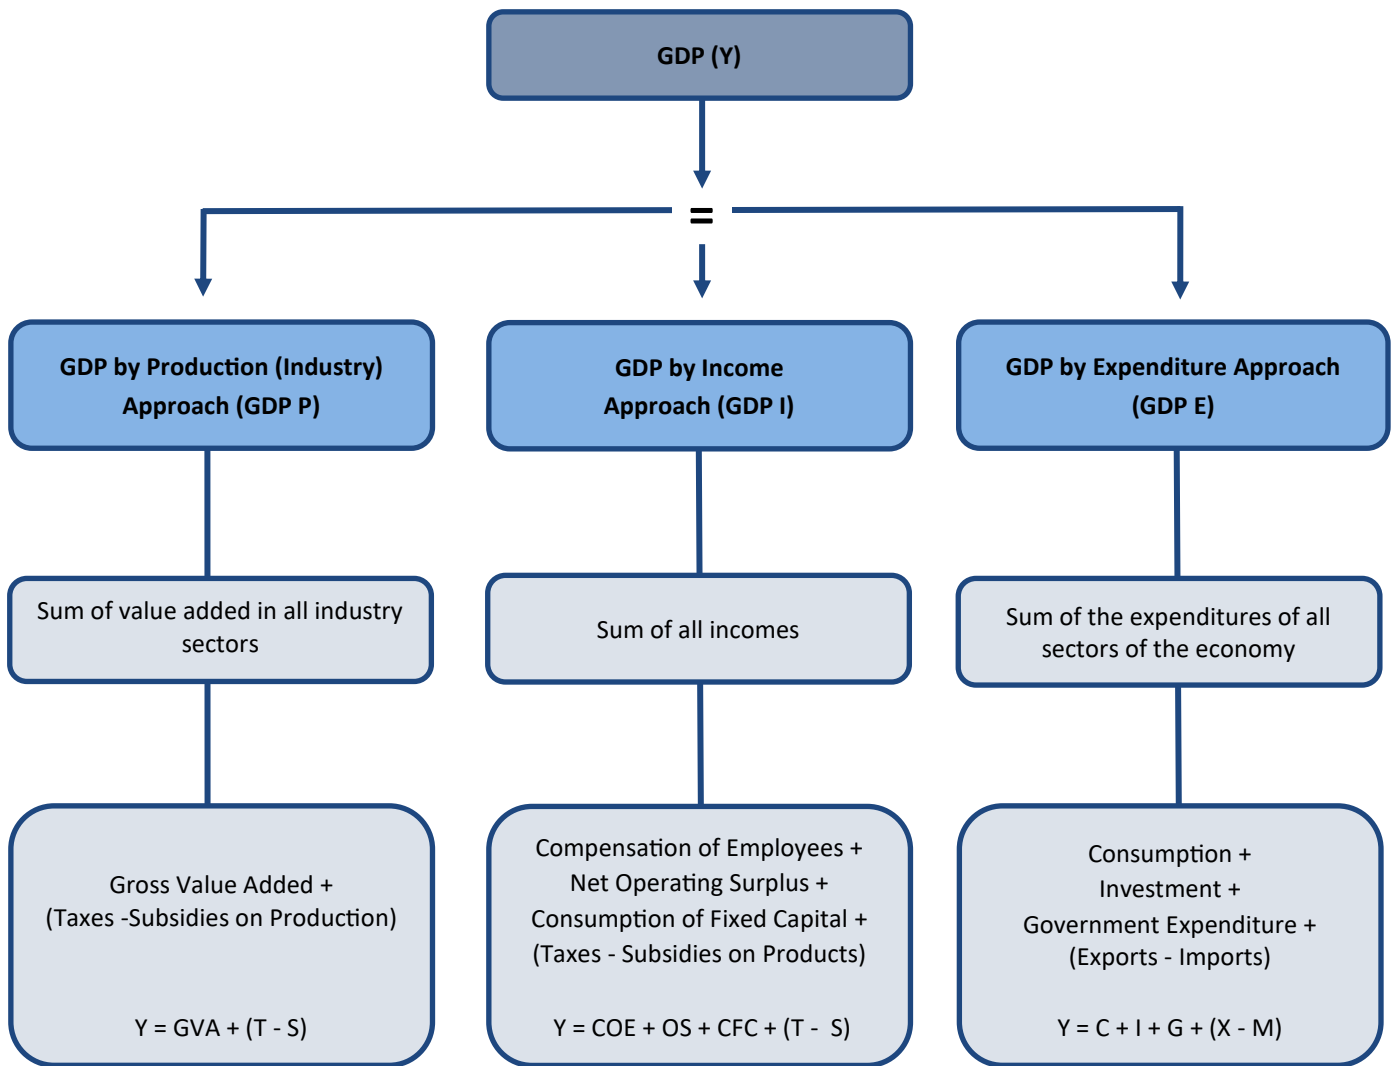 GDP (Y)
=
GDP by Production (Industry)
Approach (GDP P)
GDP by Income
Approach (GDP I)
GDP by Expenditure Approach
(GDP E)
Sum of value added in all industry
sectors
Sum of all incomes
Sum of the expenditures of all
sectors of the economy
Gross Value Added +
(Taxes -Subsidies on Production)
Y = GVA + (T - S)
Compensation of Employees +
Net Operating Surplus +
Consumption of Fixed Capital +
(Taxes - Subsidies on Products)
Y = COE + OS + CFC + (T -  S)
Consumption +
Investment +
Government Expenditure +
(Exports - Imports)
Y = C + I + G + (X - M)